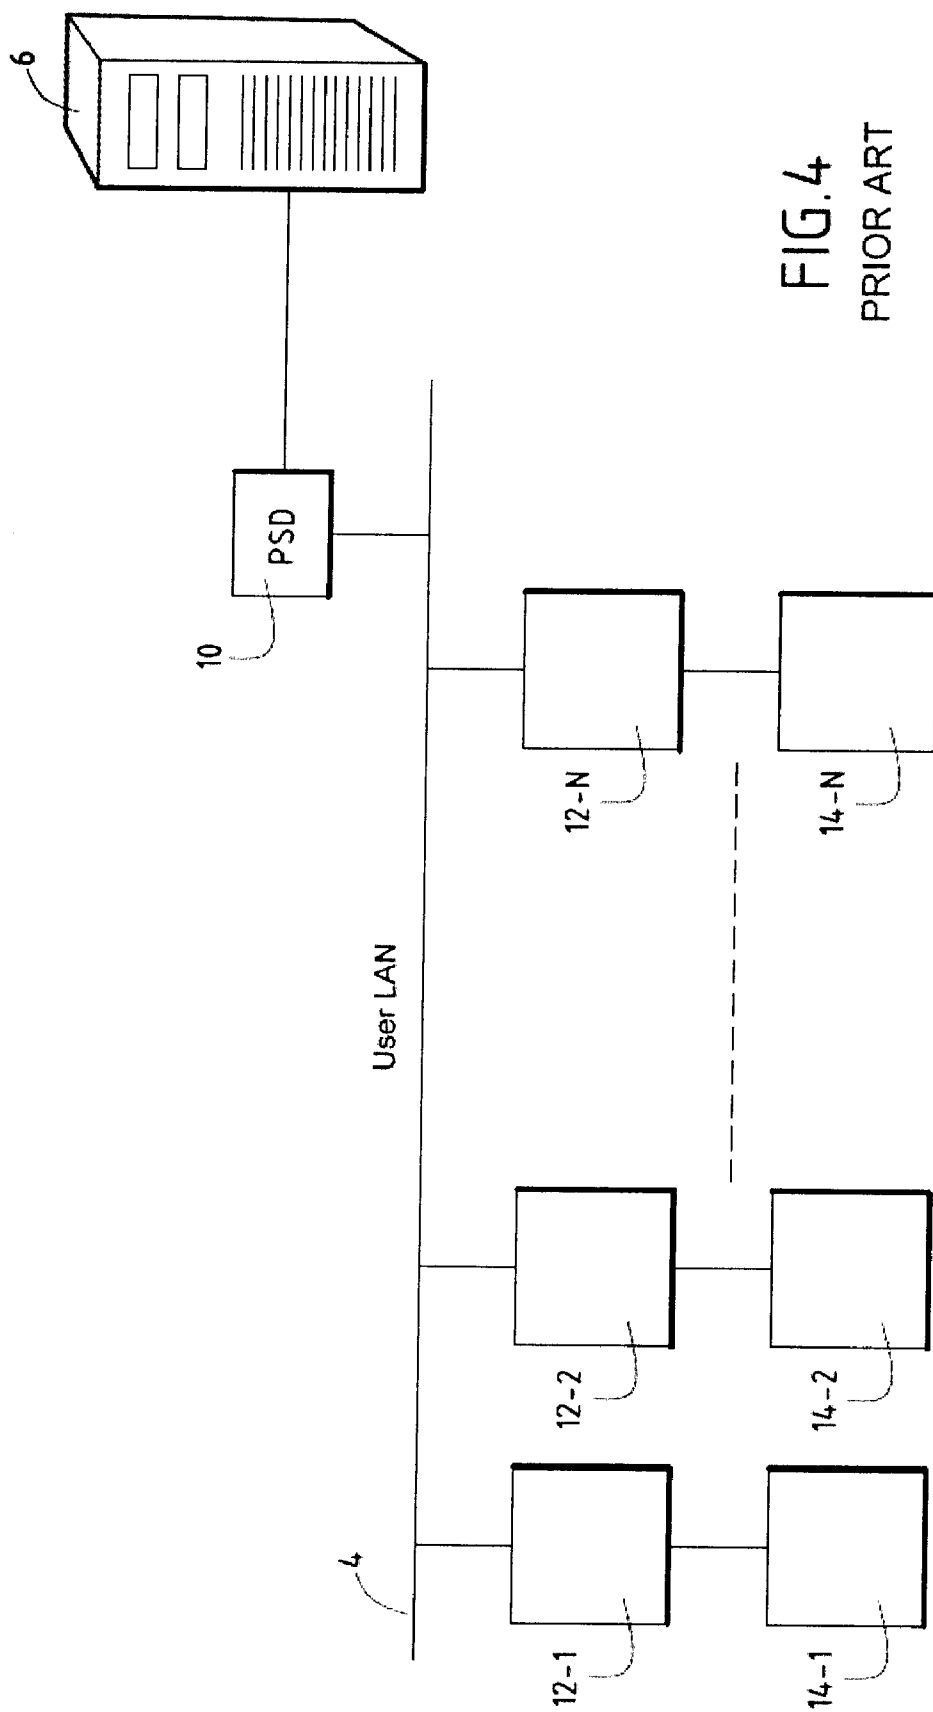 6
PSD
10
User LAN
4
12-1
12-2
12-N
14-1
14-2
14-N
FIG. 4
PRIOR ART